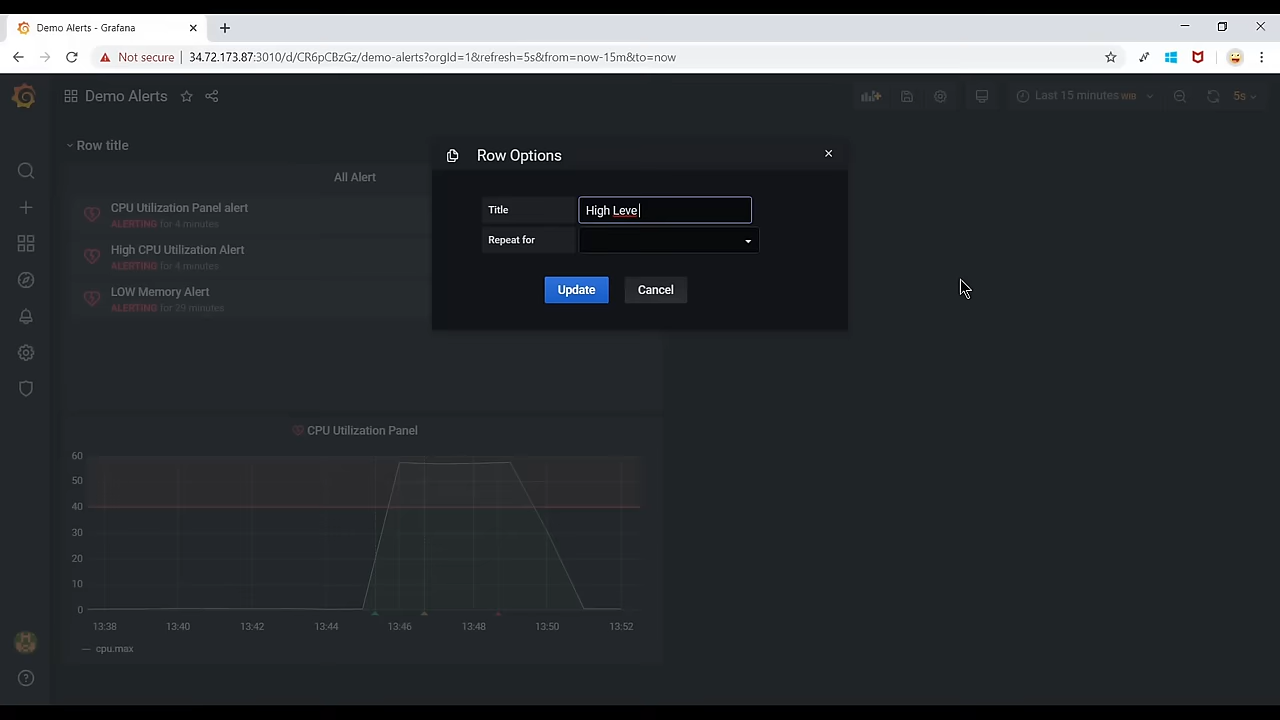 Demo Alerts - Grafana
Not secure 34.72.173.87:3010/d/CR6pCBzGz/demo-alerts?orgId=1&refresh=5s&from=now-15m&to=now
Demo Alerts
Last 15 minutes WIB
5s
Row title
Row Options
Title High Leve
Repeat for
Update Cancel
All Alert
CPU Utilization Panel alert
ALERTING for 4 minutes
High CPU Utilization Alert
ALERTING for 4 minutes
LOW Memory Alert
ALERTING for 29 minutes
CPU Utilization Panel
60
50
40
30
20
10
0
13:38 13:40 13:42 13:44 13:46 13:48 13:50 13:52
cpu.max